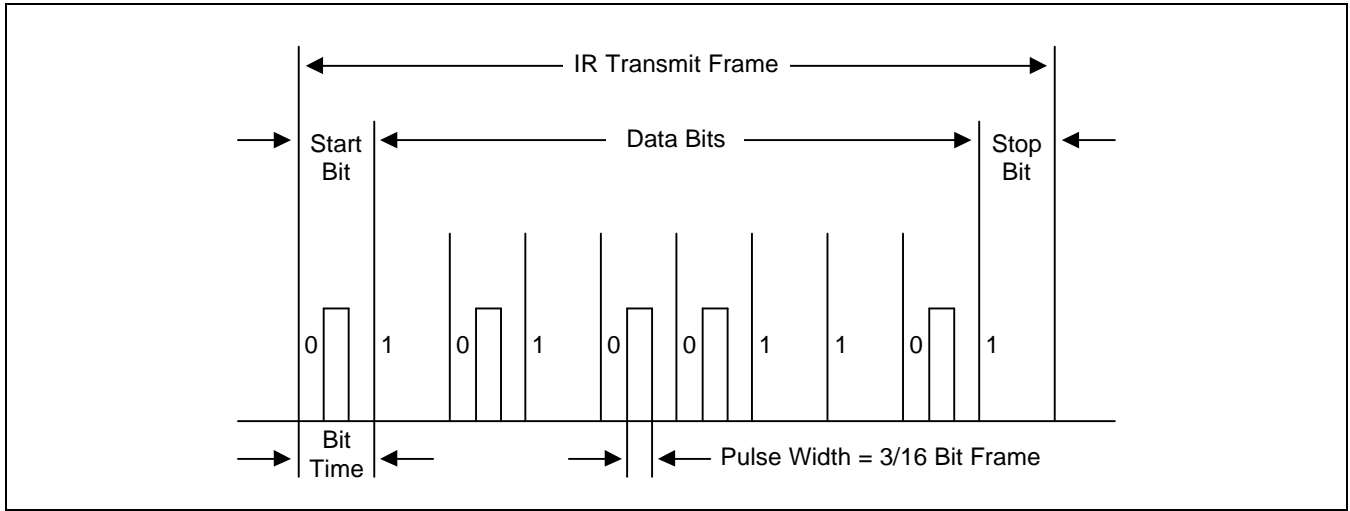 IR Transmit Frame
Start
Bit
Data Bits
Stop
Bit
0 1 0 1 0 0 1 1 0 1
Bit
Time
Pulse Width = 3/16 Bit Frame